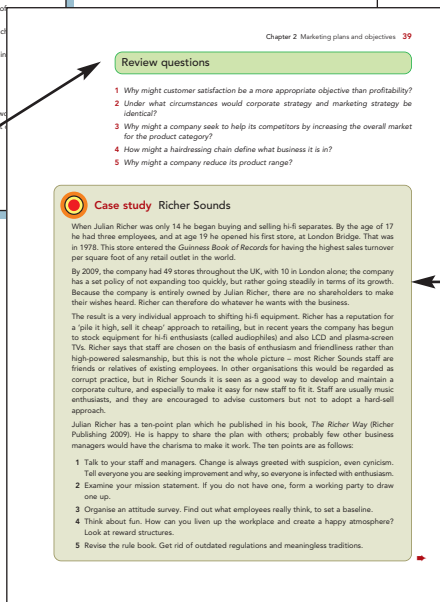 of
ch
in
Chapter 2 Marketing plans and objectives 39
Review questions
1 Why might customer satisfaction be a more appropriate objective than profitability?
2 Under what circumstances would corporate strategy and marketing strategy be
identical?
3 Why might a company seek to help its competitors by increasing the overall market
for the product category?
4 How might a hairdressing chain define what business it is in?
5 Why might a company reduce its product range?
Case study Richer Sounds
When Julian Richer was only 14 he began buying and selling hi-fi separates. By the age of 17
he had three employees, and at age 19 he opened his first store, at London Bridge. That was
in 1978. This store entered the Guinness Book of Records for having the highest sales turnover
per square foot of any retail outlet in the world.
By 2009, the company had 49 stores throughout the UK, with 10 in London alone; the company
has a set policy of not expanding too quickly, but rather going steadily in terms of its growth.
Because the company is entirely owned by Julian Richer, there are no shareholders to make
their wishes heard. Richer can therefore do whatever he wants with the business.
The result is a very individual approach to shifting hi-fi equipment. Richer has a reputation for
a 'pile it high, sell it cheap' approach to retailing, but in recent years the company has begun
to stock equipment for hi-fi enthusiasts (called audiophiles) and also LCD and plasma-screen
TVs. Richer says that staff are chosen on the basis of enthusiasm and friendliness rather than
high-powered salesmanship, but this is not the whole picture – most Richer Sounds staff are
friends or relatives of existing employees. In other organisations this would be regarded as
corrupt practice, but in Richer Sounds it is seen as a good way to develop and maintain a
corporate culture, and especially to make it easy for new staff to fit it. Staff are usually music
enthusiasts, and they are encouraged to advise customers but not to adopt a hard-sell
approach.
Julian Richer has a ten-point plan which he published in his book, The Richer Way (Richer
Publishing 2009). He is happy to share the plan with others; probably few other business
managers would have the charisma to make it work. The ten points are as follows:
1 Talk to your staff and managers. Change is always greeted with suspicion, even cynicism.
Tell everyone you are seeking improvement and why, so everyone is infected with enthusiasm.
2 Examine your mission statement. If you do not have one, form a working party to draw
one up.
3 Organise an attitude survey. Find out what employees really think, to set a baseline.
4 Think about fun. How can you liven up the workplace and create a happy atmosphere?
Look at reward structures.
5 Revise the rule book. Get rid of outdated regulations and meaningless traditions.